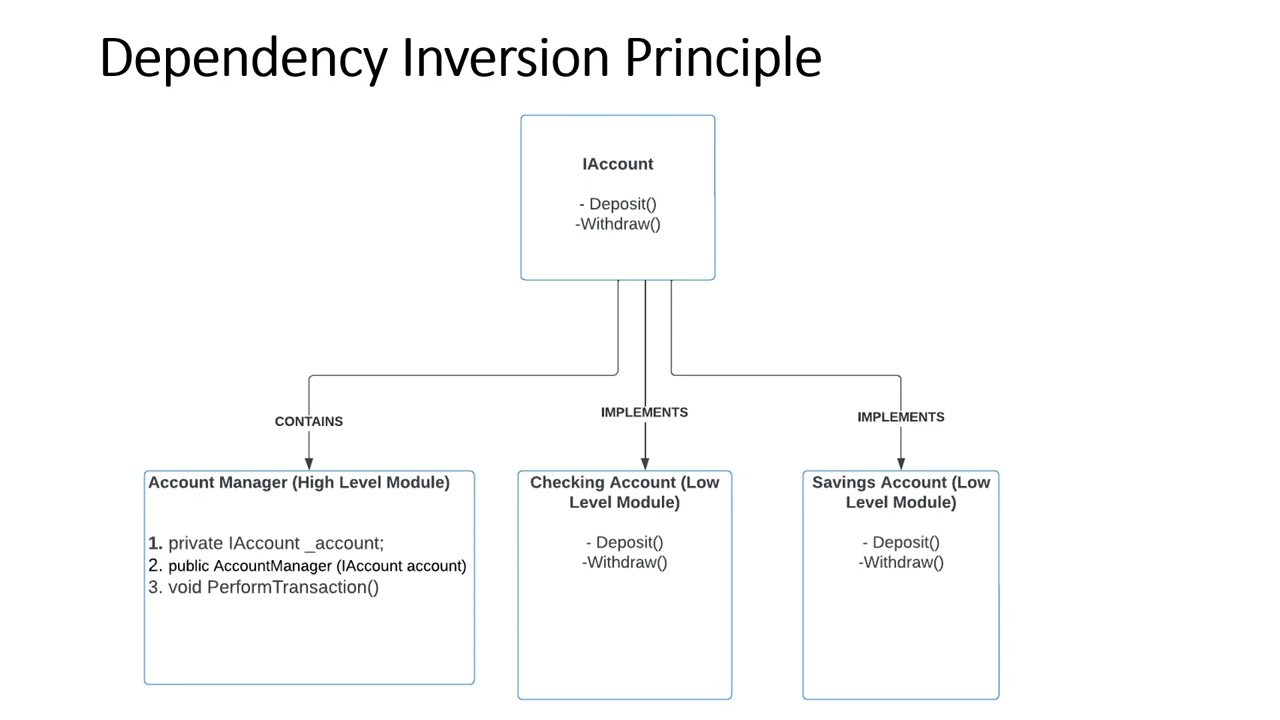 Dependency Inversion Principle
IAccount
- Deposit()
-Withdraw()
CONTAINS
IMPLEMENTS
IMPLEMENTS
Account Manager (High Level Module)
1. private IAccount _account;
2. public AccountManager (IAccount account)
3. void PerformTransaction()
Checking Account (Low
Level Module)
- Deposit()
-Withdraw()
Savings Account (Low
Level Module)
- Deposit()
-Withdraw()